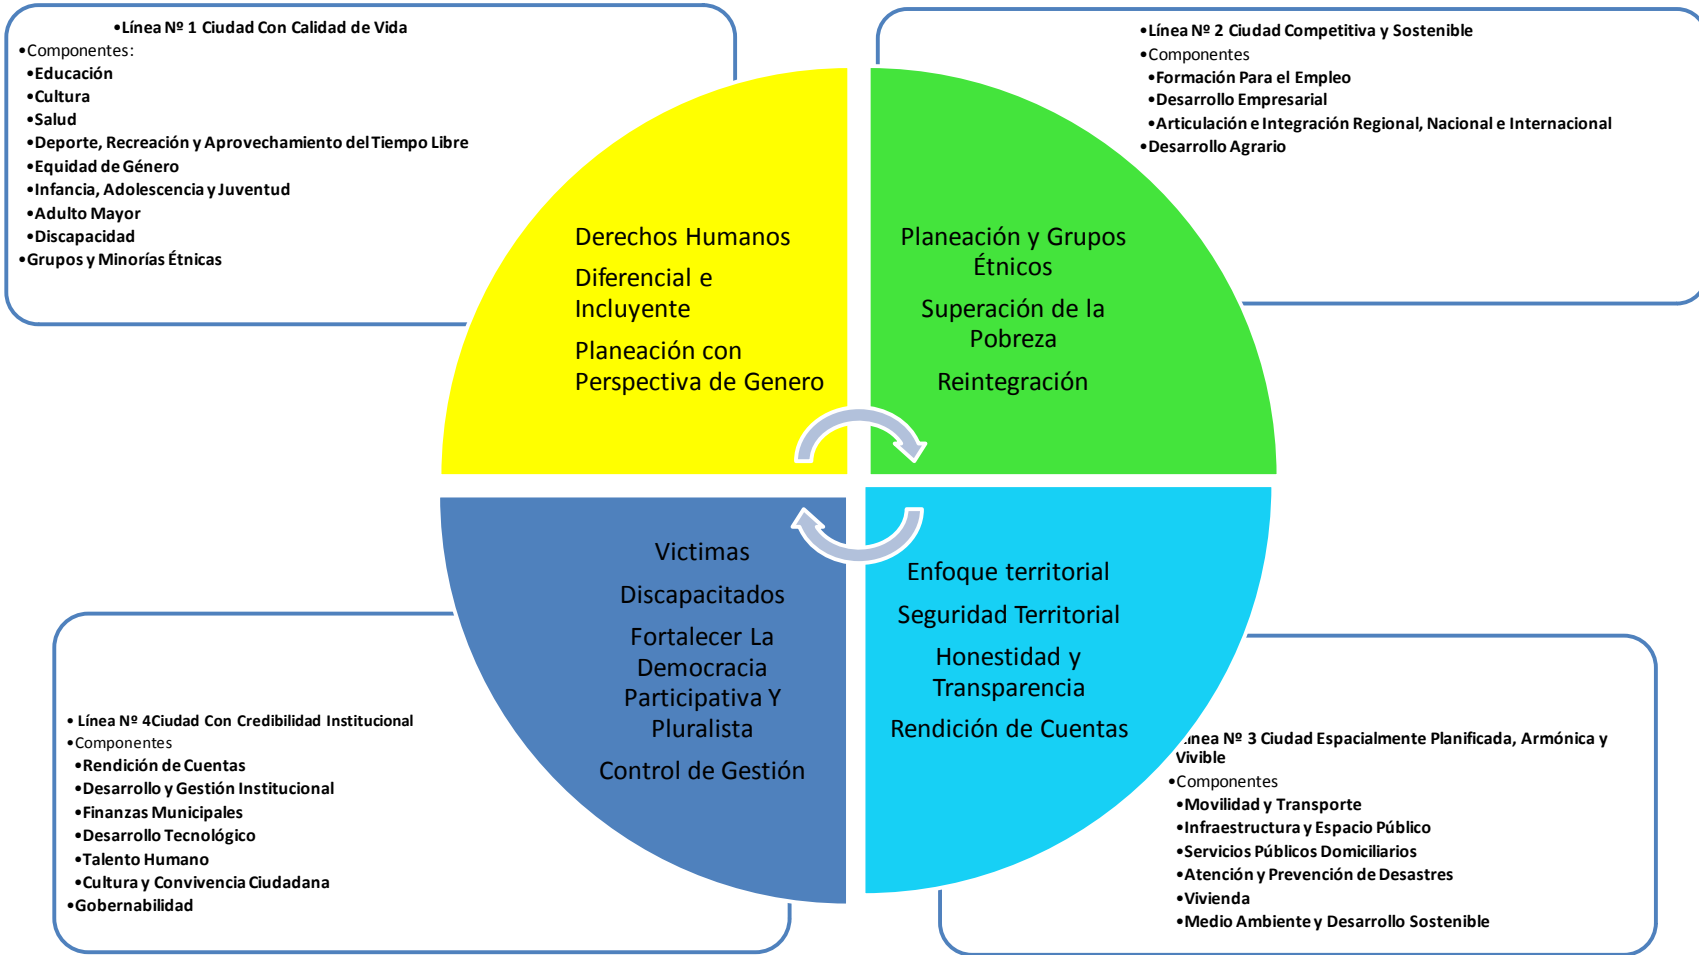 •Línea Nº 1 Ciudad Con Calidad de Vida
•Componentes:
•Educación
•Cultura
•Salud
•Deporte, Recreación y Aprovechamiento del Tiempo Libre
•Equidad de Género
•Infancia, Adolescencia y Juventud
•Adulto Mayor
•Discapacidad
•Grupos y Minorías Étnicas
•Línea Nº 2 Ciudad Competitiva y Sostenible
•Componentes
•Formación Para el Empleo
•Desarrollo Empresarial
•Articulación e Integración Regional, Nacional e Internacional
•Desarrollo Agrario
Derechos Humanos
Diferencial e
Incluyente
Planeación con
Perspectiva de Genero
Planeación y Grupos
Étnicos
Superación de la
Pobreza
Reintegración
Victimas
Discapacitados
Fortalecer La
Democracia
Participativa Y
Pluralista
Control de Gestión
Enfoque territorial
Seguridad Territorial
Honestidad y
Transparencia
Rendición de Cuentas
• Línea Nº 4Ciudad Con Credibilidad Institucional
•Componentes
•Rendición de Cuentas
•Desarrollo y Gestión Institucional
•Finanzas Municipales
•Desarrollo Tecnológico
•Talento Humano
•Cultura y Convivencia Ciudadana
•Gobernabilidad
Línea Nº 3 Ciudad Espacialmente Planificada, Armónica y
Vivible
•Componentes
•Movilidad y Transporte
•Infraestructura y Espacio Público
•Servicios Públicos Domiciliarios
•Atención y Prevención de Desastres
•Vivienda
•Medio Ambiente y Desarrollo Sostenible